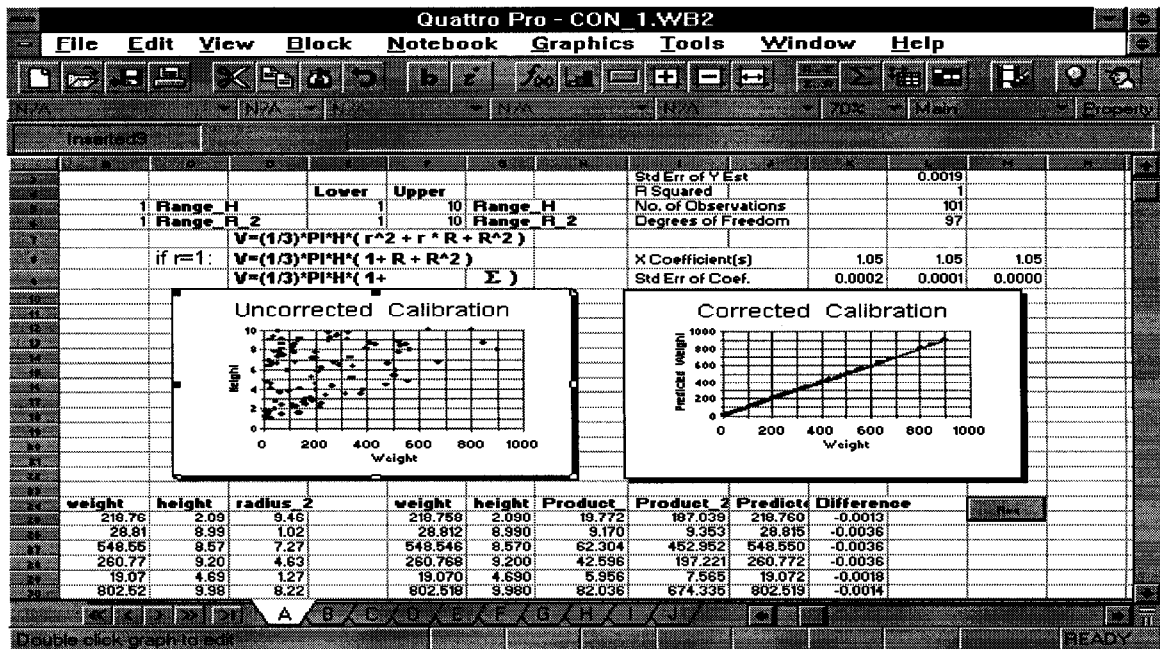 Quattro Pro - CON_1.WB2
File Edit View Block Notebook Graphics Tools Window Help
N/A N/A N/A N/A N/A 70% Main Property
Inserted3
Std Err of Y Est 0.0019
Lower Upper R Squared 1
1 Range_H 1 10 Range_H No. of Observations 101
1 Range_R_2 1 10 Range_R_2 Degrees of Freedom 97
V=(1/3)*PI*H*( r^2 + r * R + R^2 )
if r=1: V=(1/3)*PI*H*( 1+ R + R^2 ) X Coefficient(s) 1.05 1.05 1.05
V=(1/3)*PI*H*( 1+ Σ ) Std Err of Coef. 0.0002 0.0001 0.0000
Uncorrected Calibration
10
8
6
4
2
0
Height
0 200 400 600 800 1000
Weight
Corrected Calibration
1000
800
600
400
200
0
Predicted Weight
0 200 400 600 800 1000
Weight
weight height radius_2 weight height Product_ Product_2 Predicte Difference
218.76 2.09 9.46 218.758 2.090 19.772 187.039 218.760 -0.0013
28.81 8.99 1.02 28.812 8.990 9.170 9.353 28.815 -0.0036
548.55 8.57 7.27 548.546 8.570 62.304 452.952 548.550 -0.0036
260.77 9.20 4.63 260.768 9.200 42.596 197.221 260.772 -0.0036
19.07 4.69 1.27 19.070 4.690 5.956 7.565 19.072 -0.0018
802.52 9.98 8.22 802.518 9.980 82.036 674.335 802.519 -0.0014
A B C D E F G H I J
Double click graph to edit READY